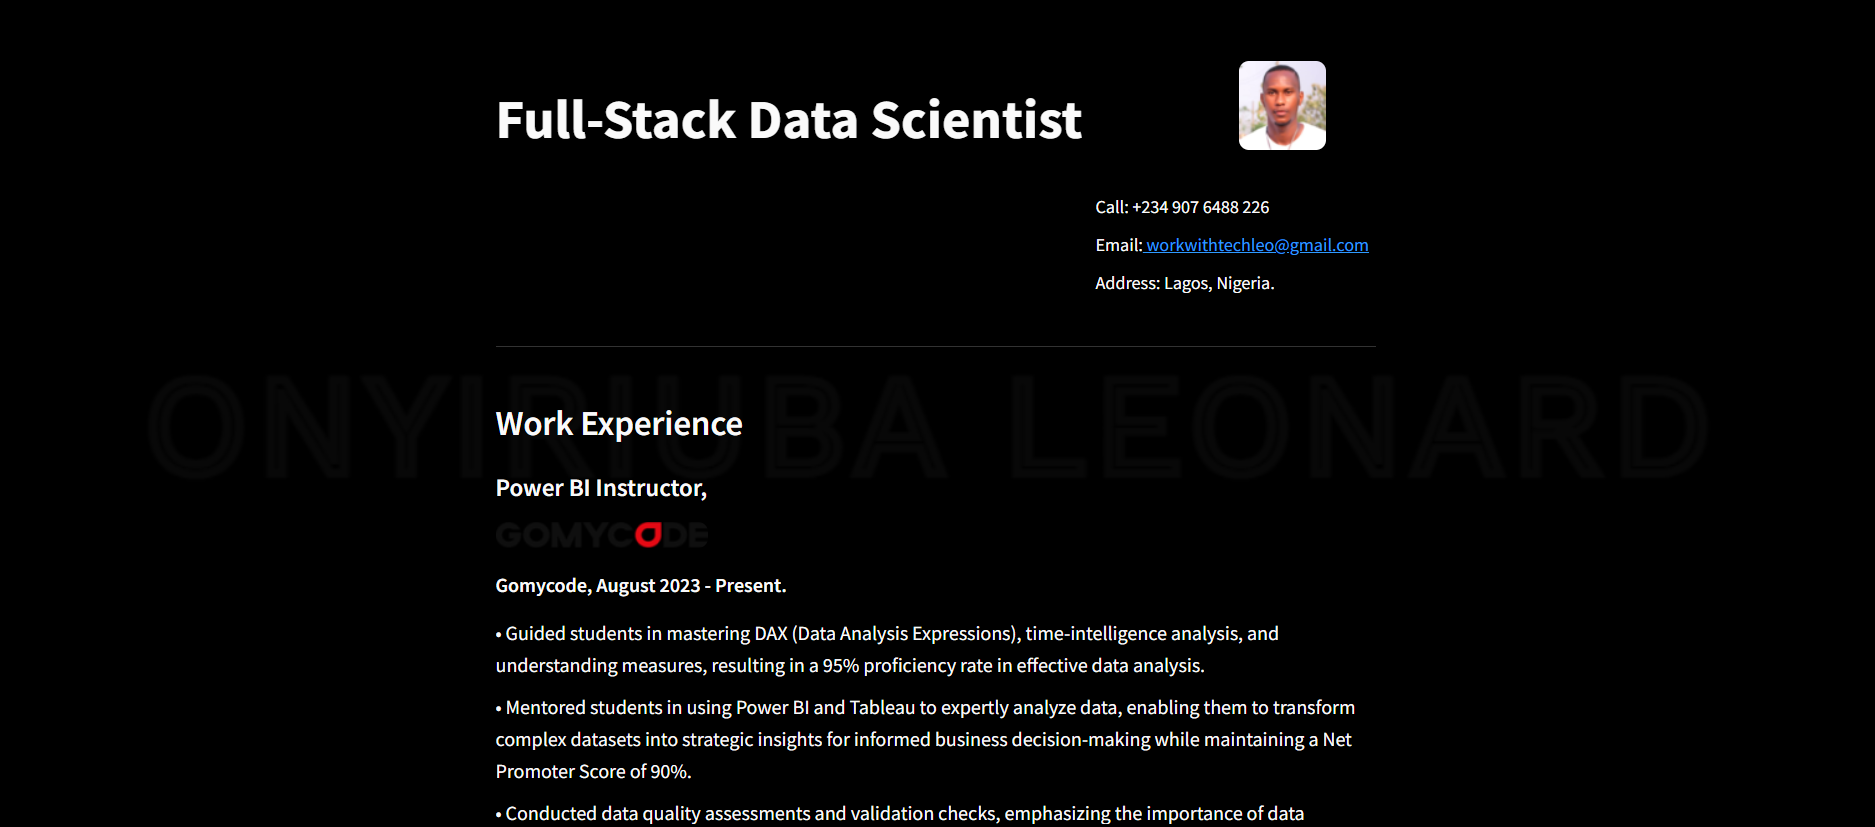 Full-Stack Data Scientist
Call: +234 907 6488 226
Email: workwithtechleo@gmail.com
Address: Lagos, Nigeria.
ONYIRIUBA LEONARD
Work Experience
Power BI Instructor,
GOMYCODE
Gomycode, August 2023 - Present.
• Guided students in mastering DAX (Data Analysis Expressions), time-intelligence analysis, and
understanding measures, resulting in a 95% proficiency rate in effective data analysis.
• Mentored students in using Power BI and Tableau to expertly analyze data, enabling them to transform
complex datasets into strategic insights for informed business decision-making while maintaining a Net
Promoter Score of 90%.
• Conducted data quality assessments and validation checks, emphasizing the importance of data